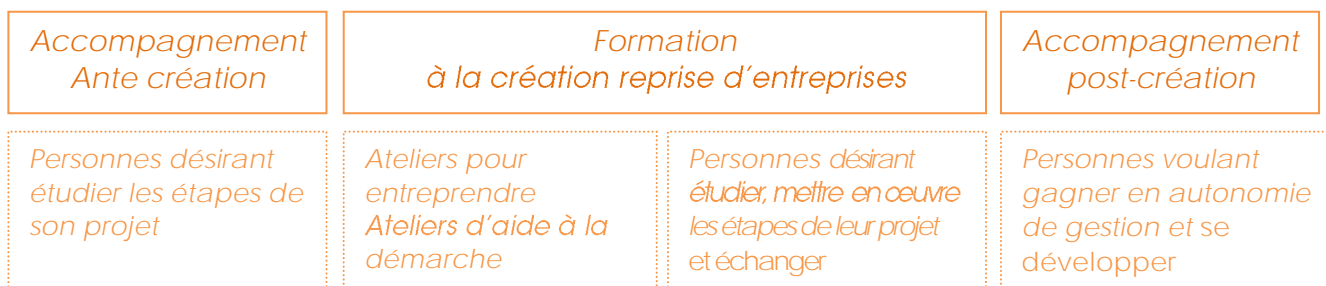 Accompagnement
Ante création
Formation
à la création reprise d'entreprises
Accompagnement
post-création
Personnes désirant
étudier les étapes de
son projet
Ateliers pour
entreprendre
Ateliers d'aide à la
démarche
Personnes désirant
étudier, mettre en œuvre
les étapes de leur projet
et échanger
Personnes voulant
gagner en autonomie
de gestion et se
développer